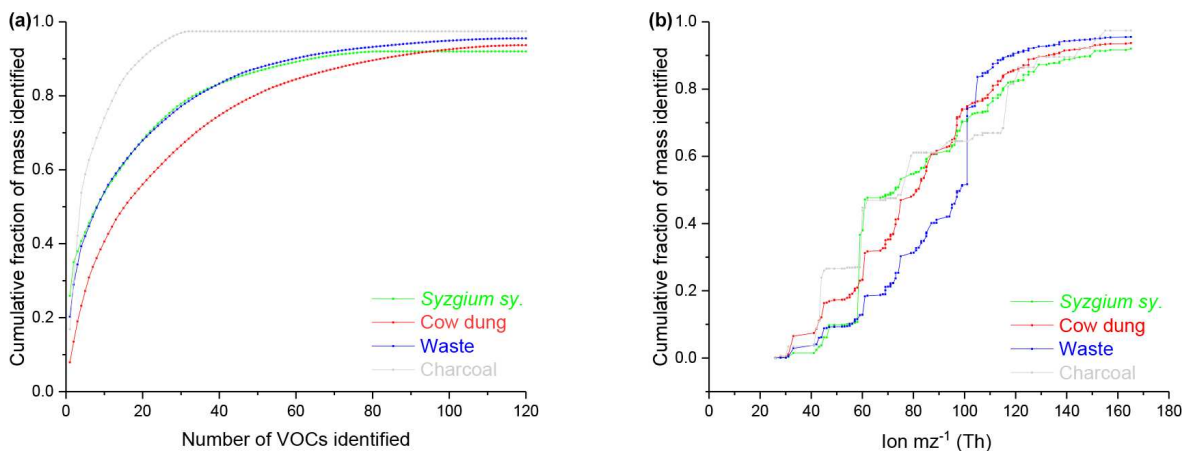 (a)
1.0
0.8
0.6
0.4
0.2
0.0
Cumulative fraction of mass identified
Syzgium sy.
Cow dung
Waste
Charcoal
0 20 40 60 80 100 120
Number of VOCs identified
(b)
1.0
0.8
0.6
0.4
0.2
0.0
Cumulative fraction of mass identified
Syzgium sy.
Cow dung
Waste
Charcoal
0 20 40 60 80 100 120 140 160 180
Ion mz⁻¹ (Th)